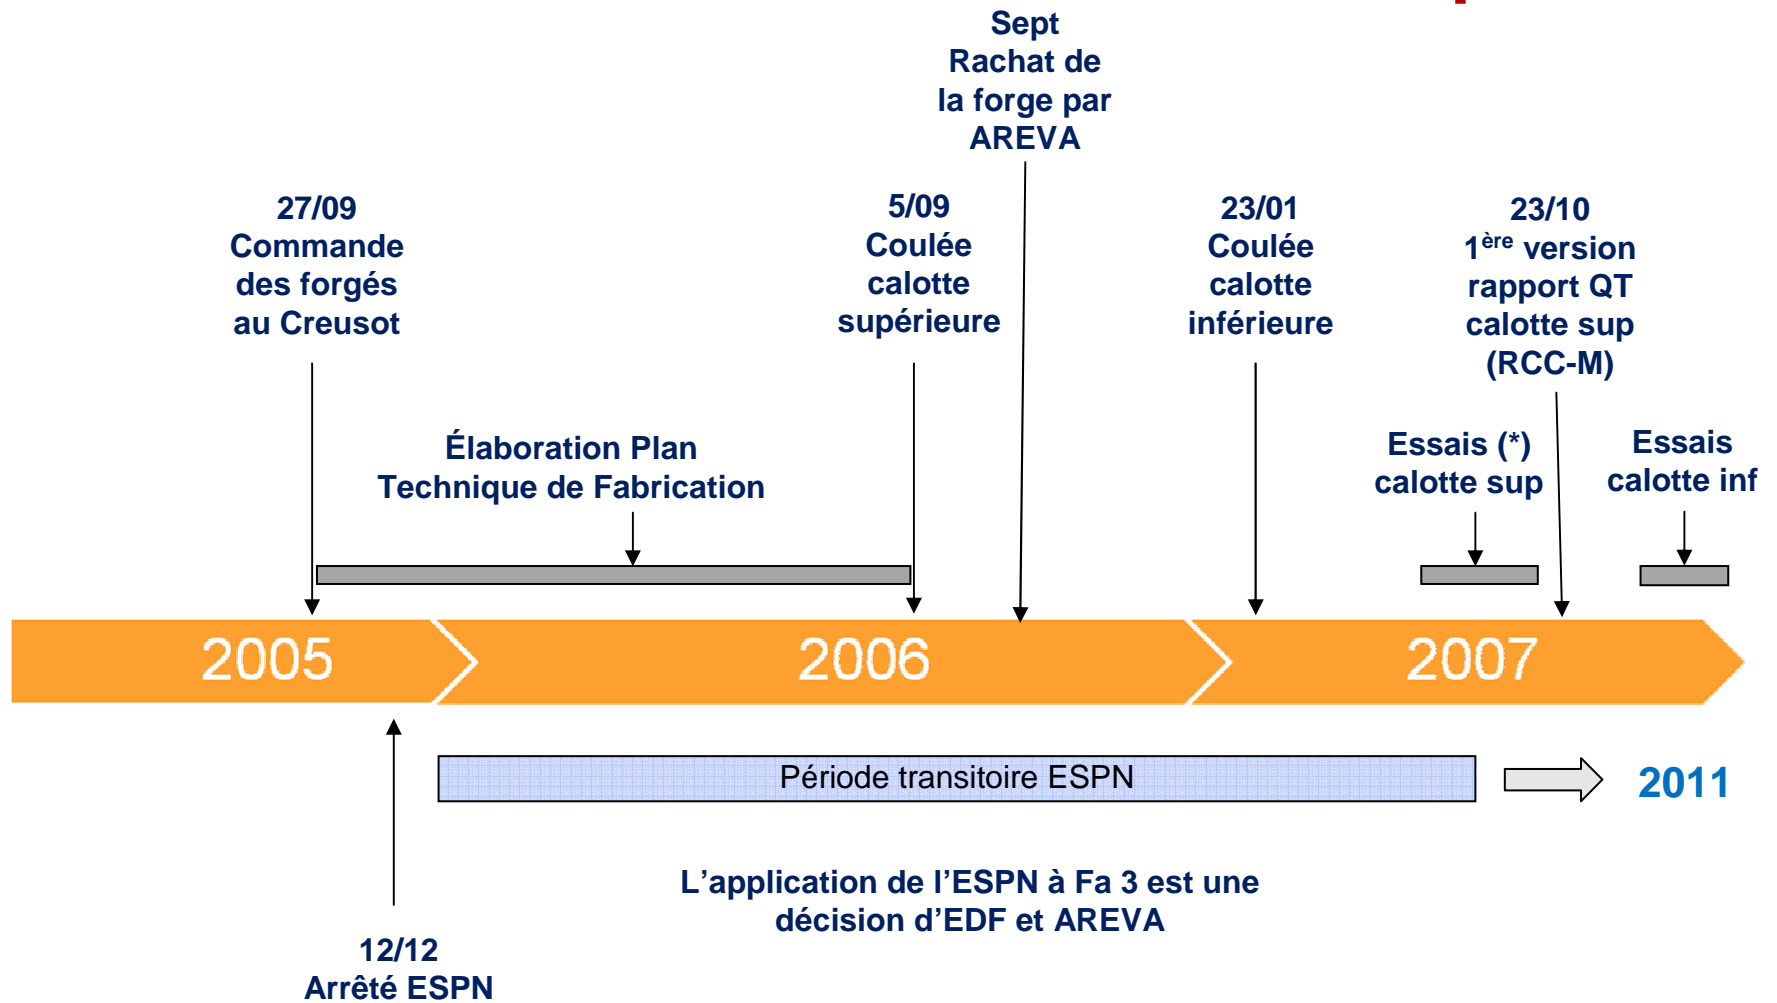 Sept
Rachat de
la forge par
AREVA
27/09
Commande
des forgés
au Creusot
5/09
Coulée
calotte
supérieure
23/01
Coulée
calotte
inférieure
23/10
1ère version
rapport QT
calotte sup
(RCC-M)
Élaboration Plan
Technique de Fabrication
Essais (*)
calotte sup
Essais
calotte inf
2005
2006
2007
Période transitoire ESPN
2011
L’application de l’ESPN à Fa 3 est une
décision d’EDF et AREVA
12/12
Arrêté ESPN